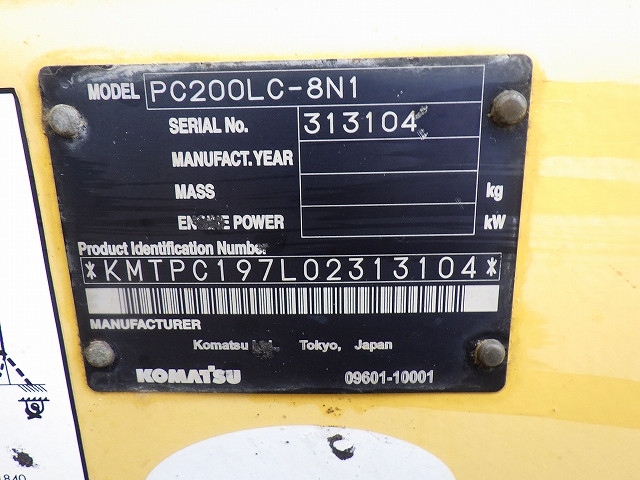 MODEL PC200LC-8N1
SERIAL No. 313104
MANUFACT. YEAR
MASS kg
ENGINE POWER kW
Product Identification Number
*KMTPC197L02313104*
MANUFACTURER
Komatsu Ltd. Tokyo, Japan
KOMATSU 09601-10001